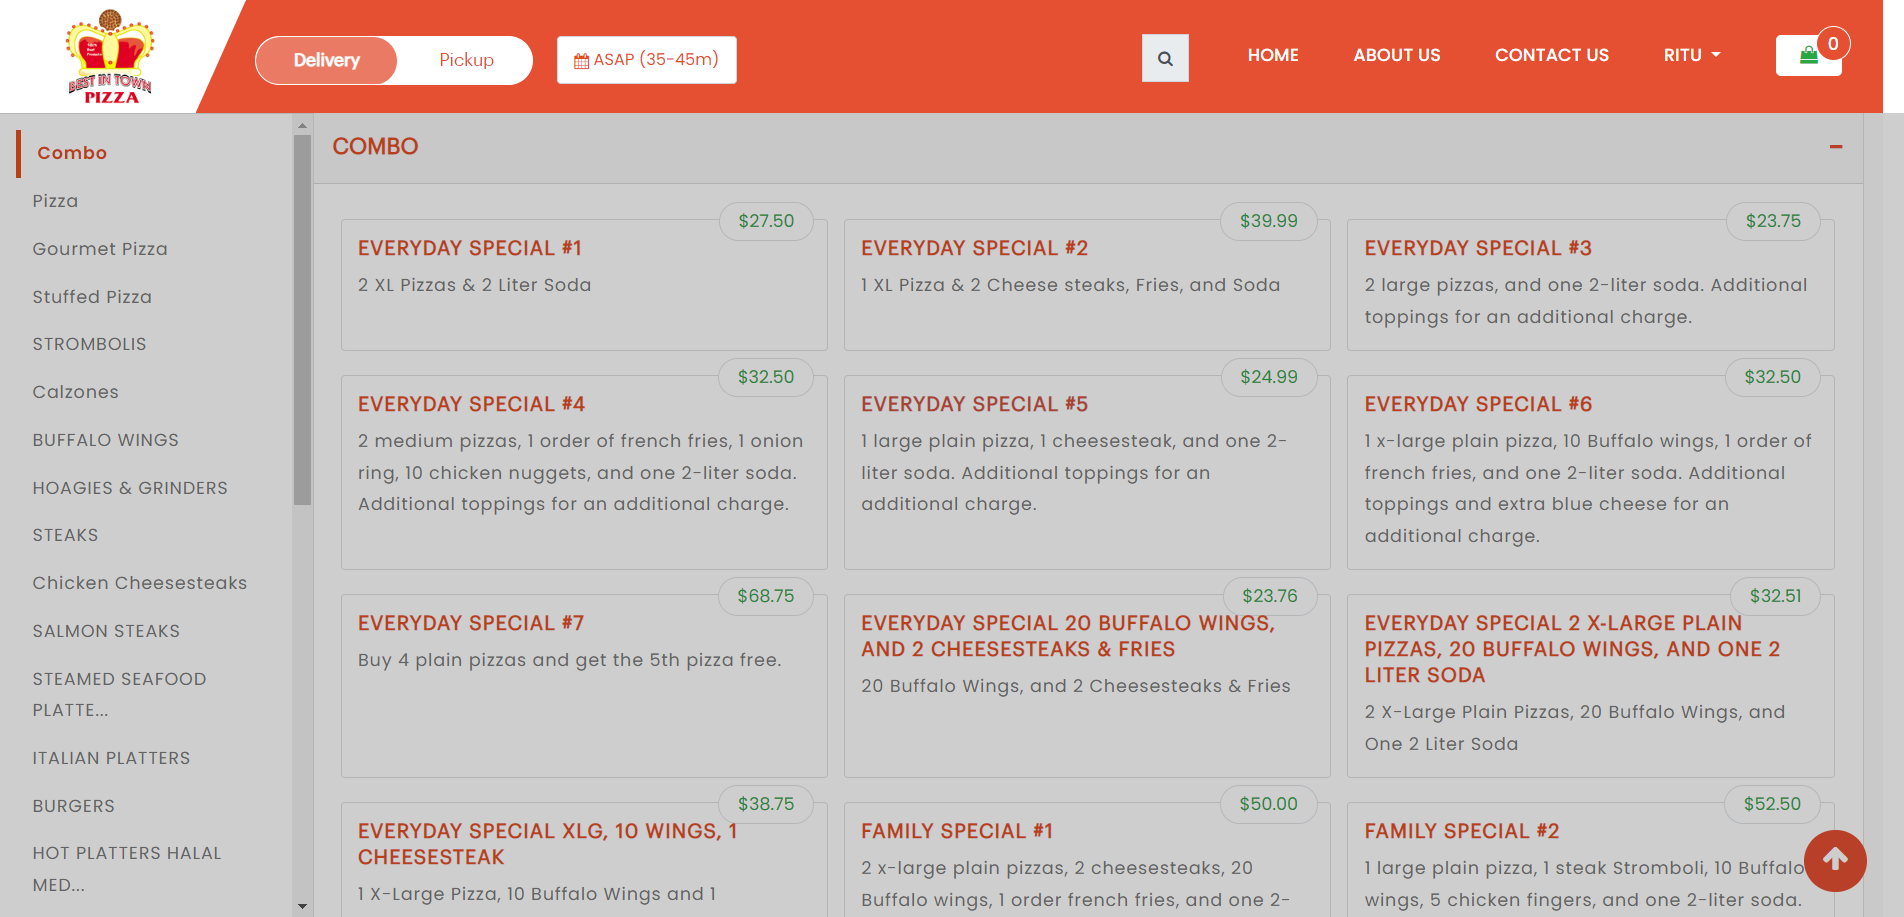 BEST IN TOWN
PIZZA
Delivery
Pickup
ASAP (35-45m)
HOME
ABOUT US
CONTACT US
RITU
0
Combo
Pizza
Gourmet Pizza
Stuffed Pizza
STROMBOLIS
Calzones
BUFFALO WINGS
HOAGIES & GRINDERS
STEAKS
Chicken Cheesesteaks
SALMON STEAKS
STEAMED SEAFOOD
PLATTE...
ITALIAN PLATTERS
BURGERS
HOT PLATTERS HALAL
MED...
COMBO
$27.50
EVERYDAY SPECIAL #1
2 XL Pizzas & 2 Liter Soda
$39.99
EVERYDAY SPECIAL #2
1 XL Pizza & 2 Cheese steaks, Fries, and Soda
$23.75
EVERYDAY SPECIAL #3
2 large pizzas, and one 2-liter soda. Additional
toppings for an additional charge.
$32.50
EVERYDAY SPECIAL #4
2 medium pizzas, 1 order of french fries, 1 onion
ring, 10 chicken nuggets, and one 2-liter soda.
Additional toppings for an additional charge.
$24.99
EVERYDAY SPECIAL #5
1 large plain pizza, 1 cheesesteak, and one 2-
liter soda. Additional toppings for an
additional charge.
$32.50
EVERYDAY SPECIAL #6
1 x-large plain pizza, 10 Buffalo wings, 1 order of
french fries, and one 2-liter soda. Additional
toppings and extra blue cheese for an
additional charge.
$68.75
EVERYDAY SPECIAL #7
Buy 4 plain pizzas and get the 5th pizza free.
$23.76
EVERYDAY SPECIAL 20 BUFFALO WINGS,
AND 2 CHEESESTEAKS & FRIES
20 Buffalo Wings, and 2 Cheesesteaks & Fries
$32.51
EVERYDAY SPECIAL 2 X-LARGE PLAIN
PIZZAS, 20 BUFFALO WINGS, AND ONE 2
LITER SODA
2 X-Large Plain Pizzas, 20 Buffalo Wings, and
One 2 Liter Soda
$38.75
EVERYDAY SPECIAL XLG, 10 WINGS, 1
CHEESESTEAK
1 X-Large Pizza, 10 Buffalo Wings and 1
$50.00
FAMILY SPECIAL #1
2 x-large plain pizzas, 2 cheesesteaks, 20
Buffalo wings, 1 order french fries, and one 2-
$52.50
FAMILY SPECIAL #2
1 large plain pizza, 1 steak Stromboli, 10 Buffalo
wings, 5 chicken fingers, and one 2-liter soda.